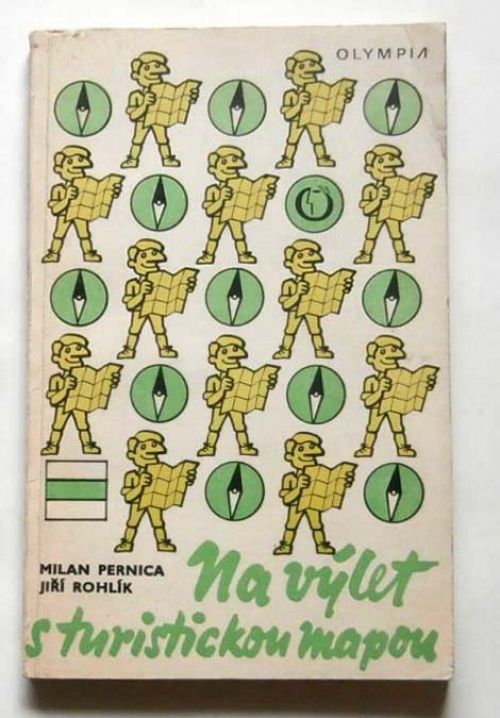 OLYMPIA
MILAN PERNICA
JIŘÍ ROHLÍK
Na výlet
s turistickou mapou